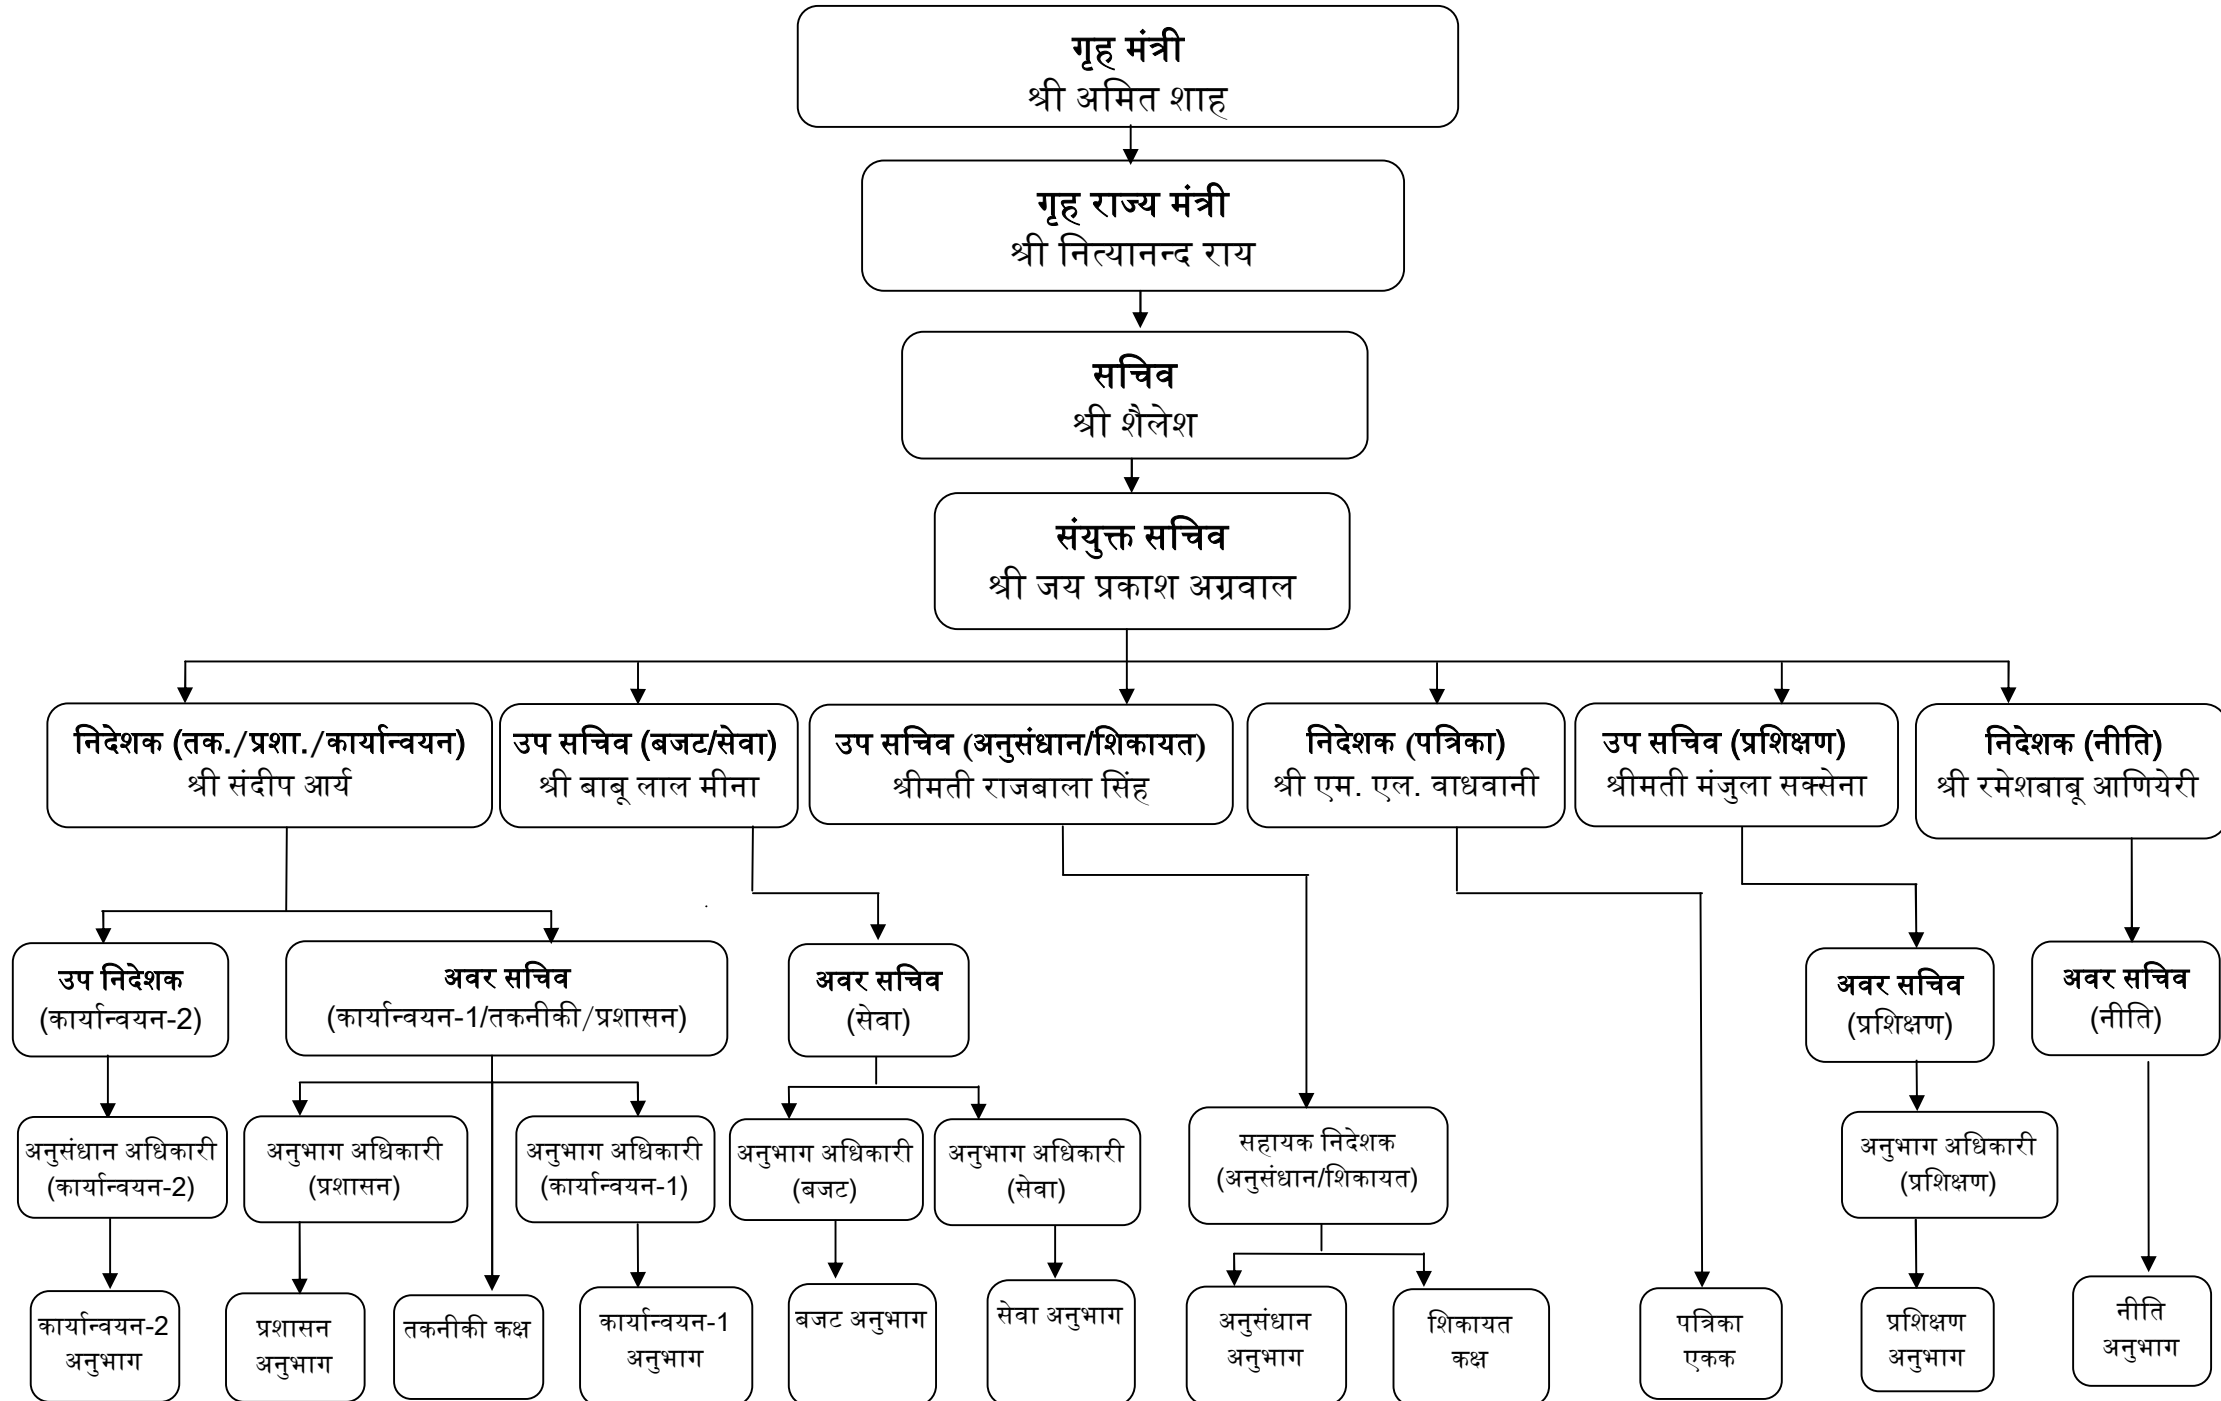 गृह मंत्री
श्री अमित शाह
गृह राज्य मंत्री
श्री नित्यानन्द राय
सचिव
श्री शैलेश
संयुक्त सचिव
श्री जय प्रकाश अग्रवाल
निदेशक (तक./प्रशा./कार्यान्वयन)
श्री संदीप आर्य
उप सचिव (बजट/सेवा)
श्री बाबू लाल मीना
उप सचिव (अनुसंधान/शिकायत)
श्रीमती राजबाला सिंह
निदेशक (पत्रिका)
श्री एम. एल. वाधवानी
उप सचिव (प्रशिक्षण)
श्रीमती मंजुला सक्सेना
निदेशक (नीति)
श्री रमेशबाबू आणियेरी
उप निदेशक
(कार्यान्वयन-2)
अवर सचिव
(कार्यान्वयन-1/तकनीकी/प्रशासन)
अवर सचिव
(सेवा)
अवर सचिव
(प्रशिक्षण)
अवर सचिव
(नीति)
अनुसंधान अधिकारी
(कार्यान्वयन-2)
अनुभाग अधिकारी
(प्रशासन)
अनुभाग अधिकारी
(कार्यान्वयन-1)
अनुभाग अधिकारी
(बजट)
अनुभाग अधिकारी
(सेवा)
सहायक निदेशक
(अनुसंधान/शिकायत)
अनुभाग अधिकारी
(प्रशिक्षण)
कार्यान्वयन-2
अनुभाग
प्रशासन
अनुभाग
तकनीकी कक्ष
कार्यान्वयन-1
अनुभाग
बजट अनुभाग
सेवा अनुभाग
अनुसंधान
अनुभाग
शिकायत
कक्ष
पत्रिका
एकक
प्रशिक्षण
अनुभाग
नीति
अनुभाग